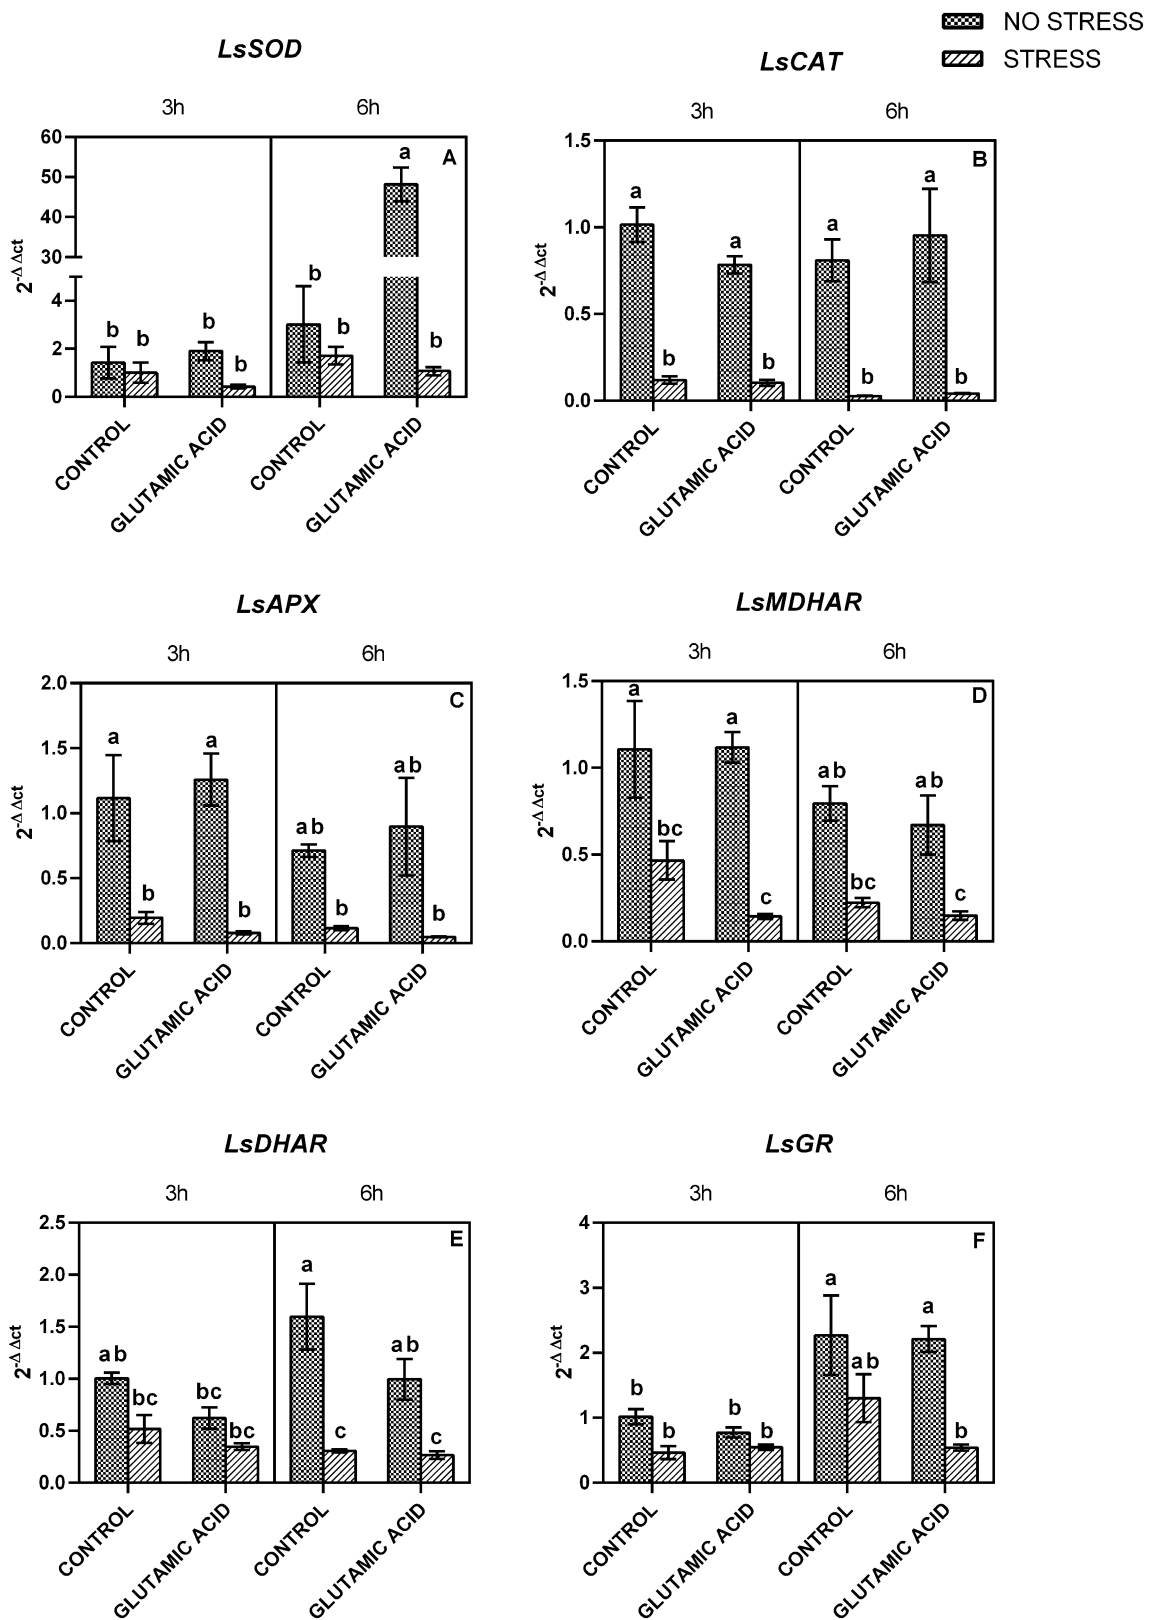 NO STRESS
STRESS
LsSOD
3h 6h
A
60
50
40
30
4
2
0
2^-Δ Δct
b b b b b b a b
CONTROL GLUTAMIC ACID CONTROL GLUTAMIC ACID
LsCAT
3h 6h
B
1.5
1.0
0.5
0.0
2^-Δ Δct
a b a b a b a b
CONTROL GLUTAMIC ACID CONTROL GLUTAMIC ACID
LsAPX
3h 6h
C
2.0
1.5
1.0
0.5
0.0
2^-Δ Δct
a b a b ab b ab b
CONTROL GLUTAMIC ACID CONTROL GLUTAMIC ACID
LsMDHAR
3h 6h
D
1.5
1.0
0.5
0.0
2^-Δ Δct
a bc a c ab bc ab c
CONTROL GLUTAMIC ACID CONTROL GLUTAMIC ACID
LsDHAR
3h 6h
E
2.5
2.0
1.5
1.0
0.5
0.0
2^-Δ Δct
ab bc bc bc a c ab c
CONTROL GLUTAMIC ACID CONTROL GLUTAMIC ACID
LsGR
3h 6h
F
4
3
2
1
0
2^-Δ Δct
b b b b a ab a b
CONTROL GLUTAMIC ACID CONTROL GLUTAMIC ACID